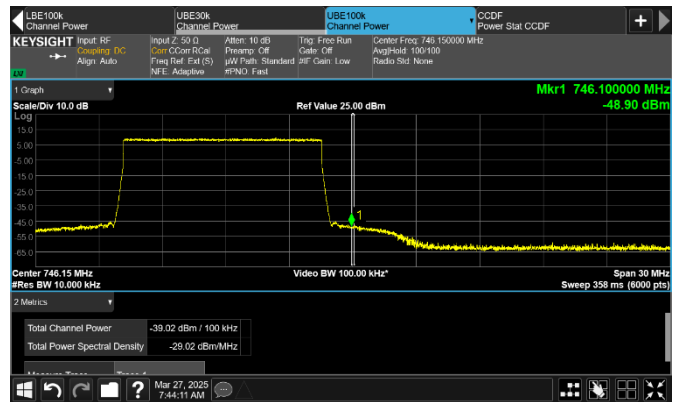 LBE100k
Channel Power
UBE30k
Channel Power
UBE100k
Channel Power
CCDF
Power Stat CCDF
KEYSIGHT
Input: RF
Coupling: DC
Align: Auto
Input Z: 50 Ω
Corr CCorr RCal
Freq Ref: Ext (S)
NFE: Adaptive
Atten: 10 dB
Preamp: Off
µW Path: Standard
#PNO: Fast
Trig: Free Run
Gate: Off
#IF Gain: Low
Center Freq: 746.150000 MHz
Avg|Hold: 100/100
Radio Std: None
LXI
1 Graph
Scale/Div 10.0 dB
Ref Value 25.00 dBm
Mkr1 746.100000 MHz
-48.90 dBm
Log
15.0
5.00
-5.00
-15.0
-25.0
-35.0
-45.0
-55.0
-65.0
1
Center 746.15 MHz
#Res BW 10.000 kHz
Video BW 100.00 kHz*
Span 30 MHz
Sweep 358 ms (6000 pts)
2 Metrics
Total Channel Power -39.02 dBm / 100 kHz
Total Power Spectral Density -29.02 dBm/MHz
?
Mar 27, 2025
7:44:11 AM